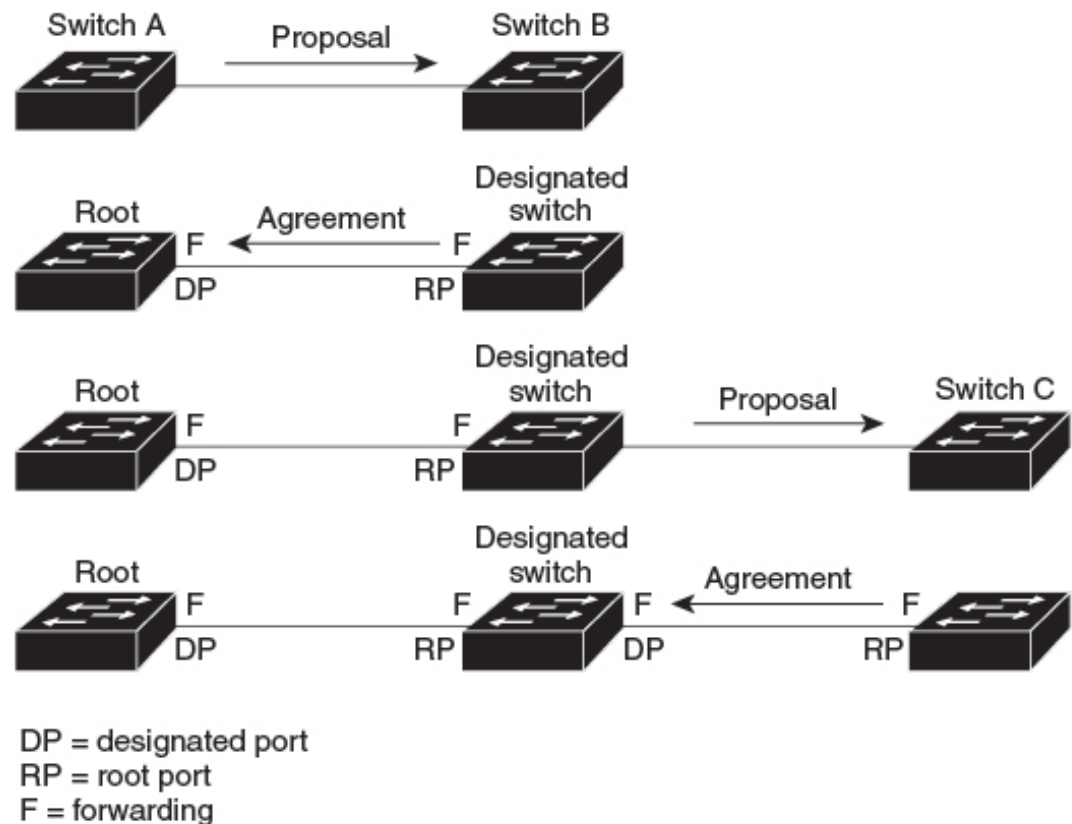 Switch A
Proposal
Switch B
Designated
switch
Root
Agreement
F
F
DP
RP
Designated
switch
Root
Proposal
Switch C
F
F
DP
RP
Designated
switch
Root
Agreement
F
F
F
F
DP
RP
DP
RP
DP = designated port
RP = root port
F = forwarding